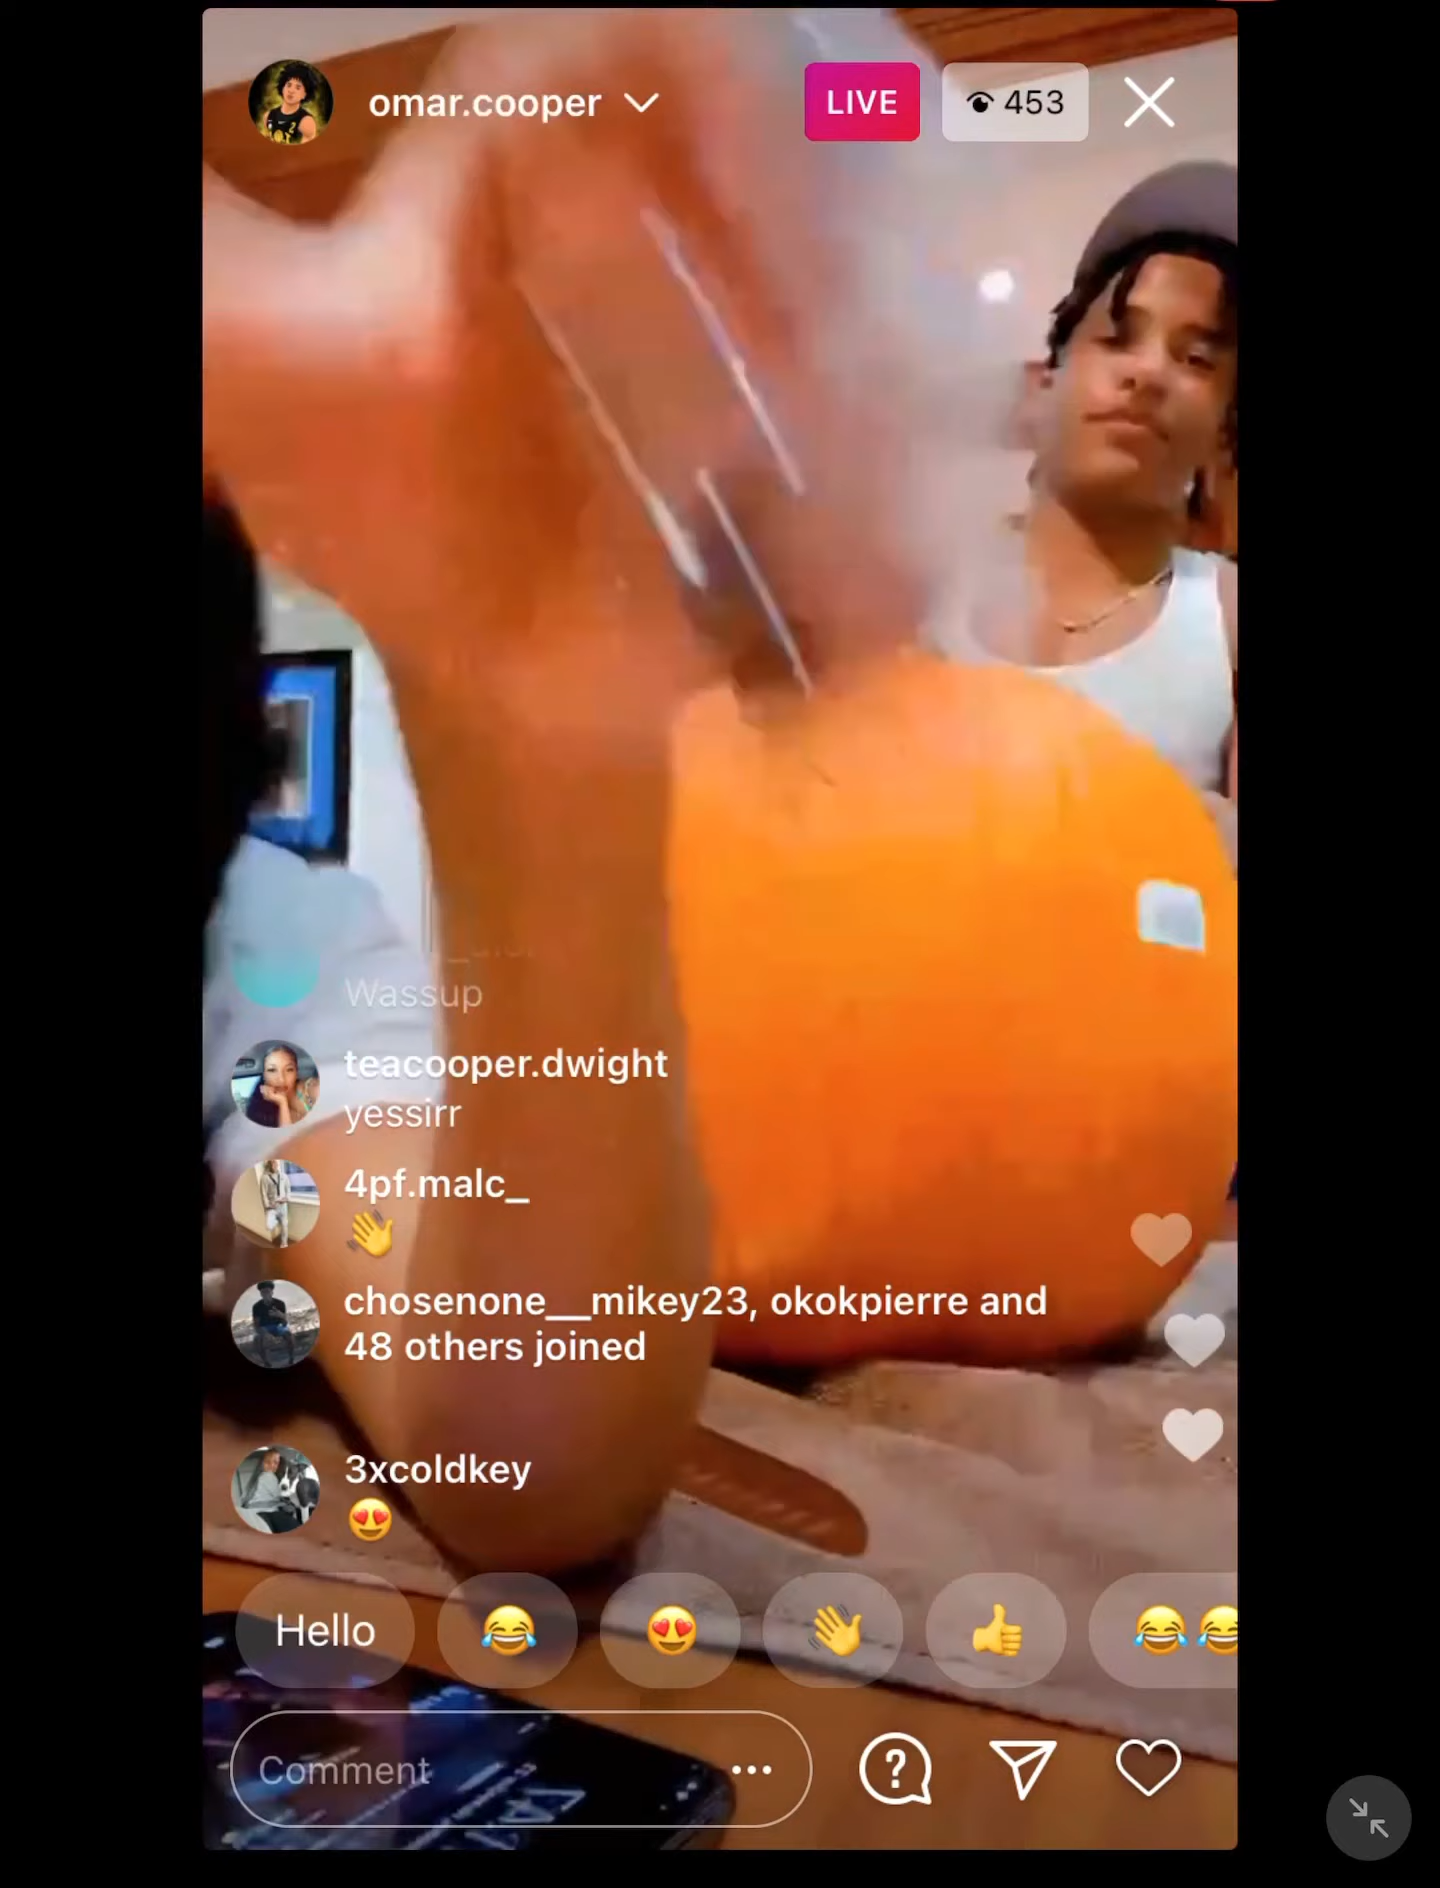 omar.cooper
LIVE
453
Wassup
teacooper.dwight
yessirr
4pf.malc_
👋
chosenone__mikey23, okokpierre and
48 others joined
3xcoldkey
😍
Hello 😂 😍 👋 👍 😂😂
Comment